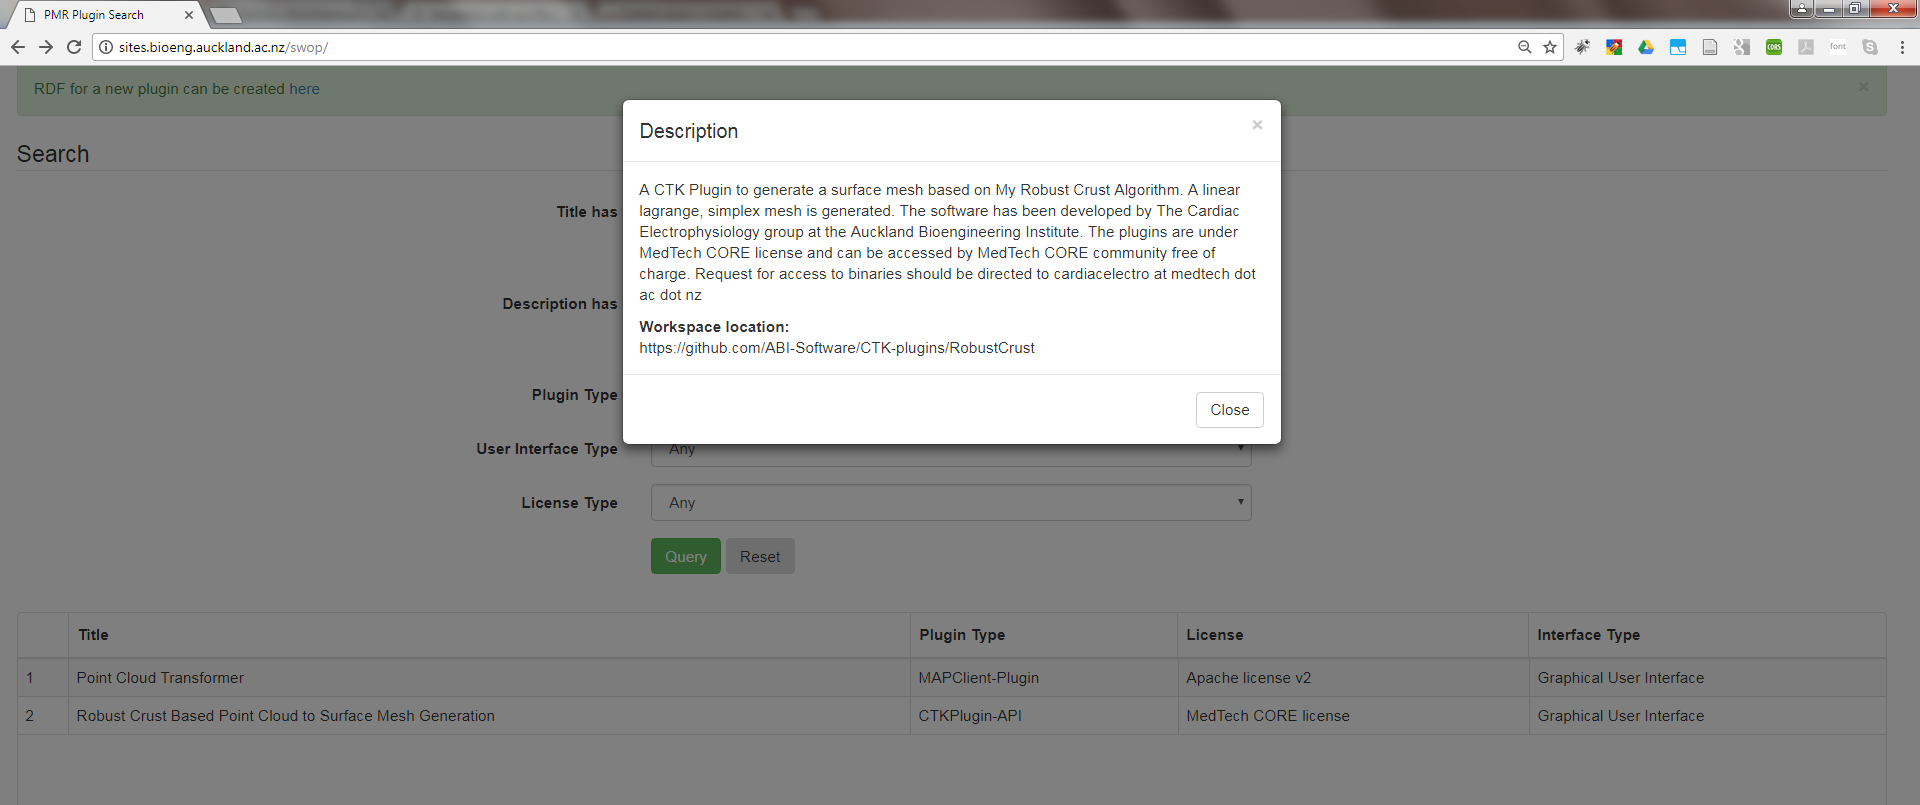 PMR Plugin Search
sites.bioeng.auckland.ac.nz/swop/
CORS
font
RDF for a new plugin can be created here
Search
Title has
Description has
Plugin Type
User Interface Type
Any
License Type
Any
Query Reset
Description
A CTK Plugin to generate a surface mesh based on My Robust Crust Algorithm. A linear
lagrange, simplex mesh is generated. The software has been developed by The Cardiac
Electrophysiology group at the Auckland Bioengineering Institute. The plugins are under
MedTech CORE license and can be accessed by MedTech CORE community free of
charge. Request for access to binaries should be directed to cardiacelectro at medtech dot
ac dot nz
Workspace location:
https://github.com/ABI-Software/CTK-plugins/RobustCrust
Close
Title Plugin Type License Interface Type
1 Point Cloud Transformer MAPClient-Plugin Apache license v2 Graphical User Interface
2 Robust Crust Based Point Cloud to Surface Mesh Generation CTKPlugin-API MedTech CORE license Graphical User Interface